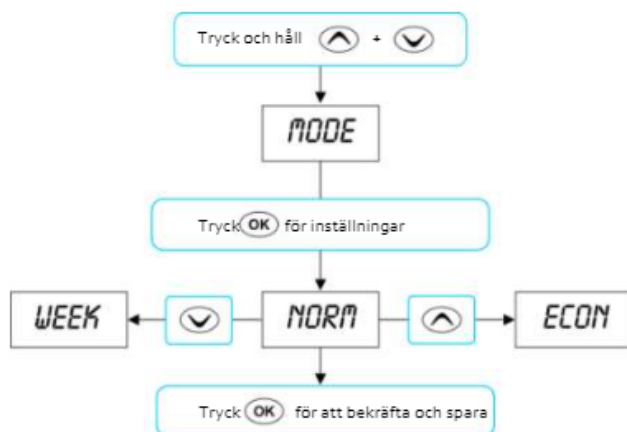 Tryck och håll +
MODE
Tryck OK för inställningar
WEEK NORM ECON
Tryck OK för att bekräfta och spara